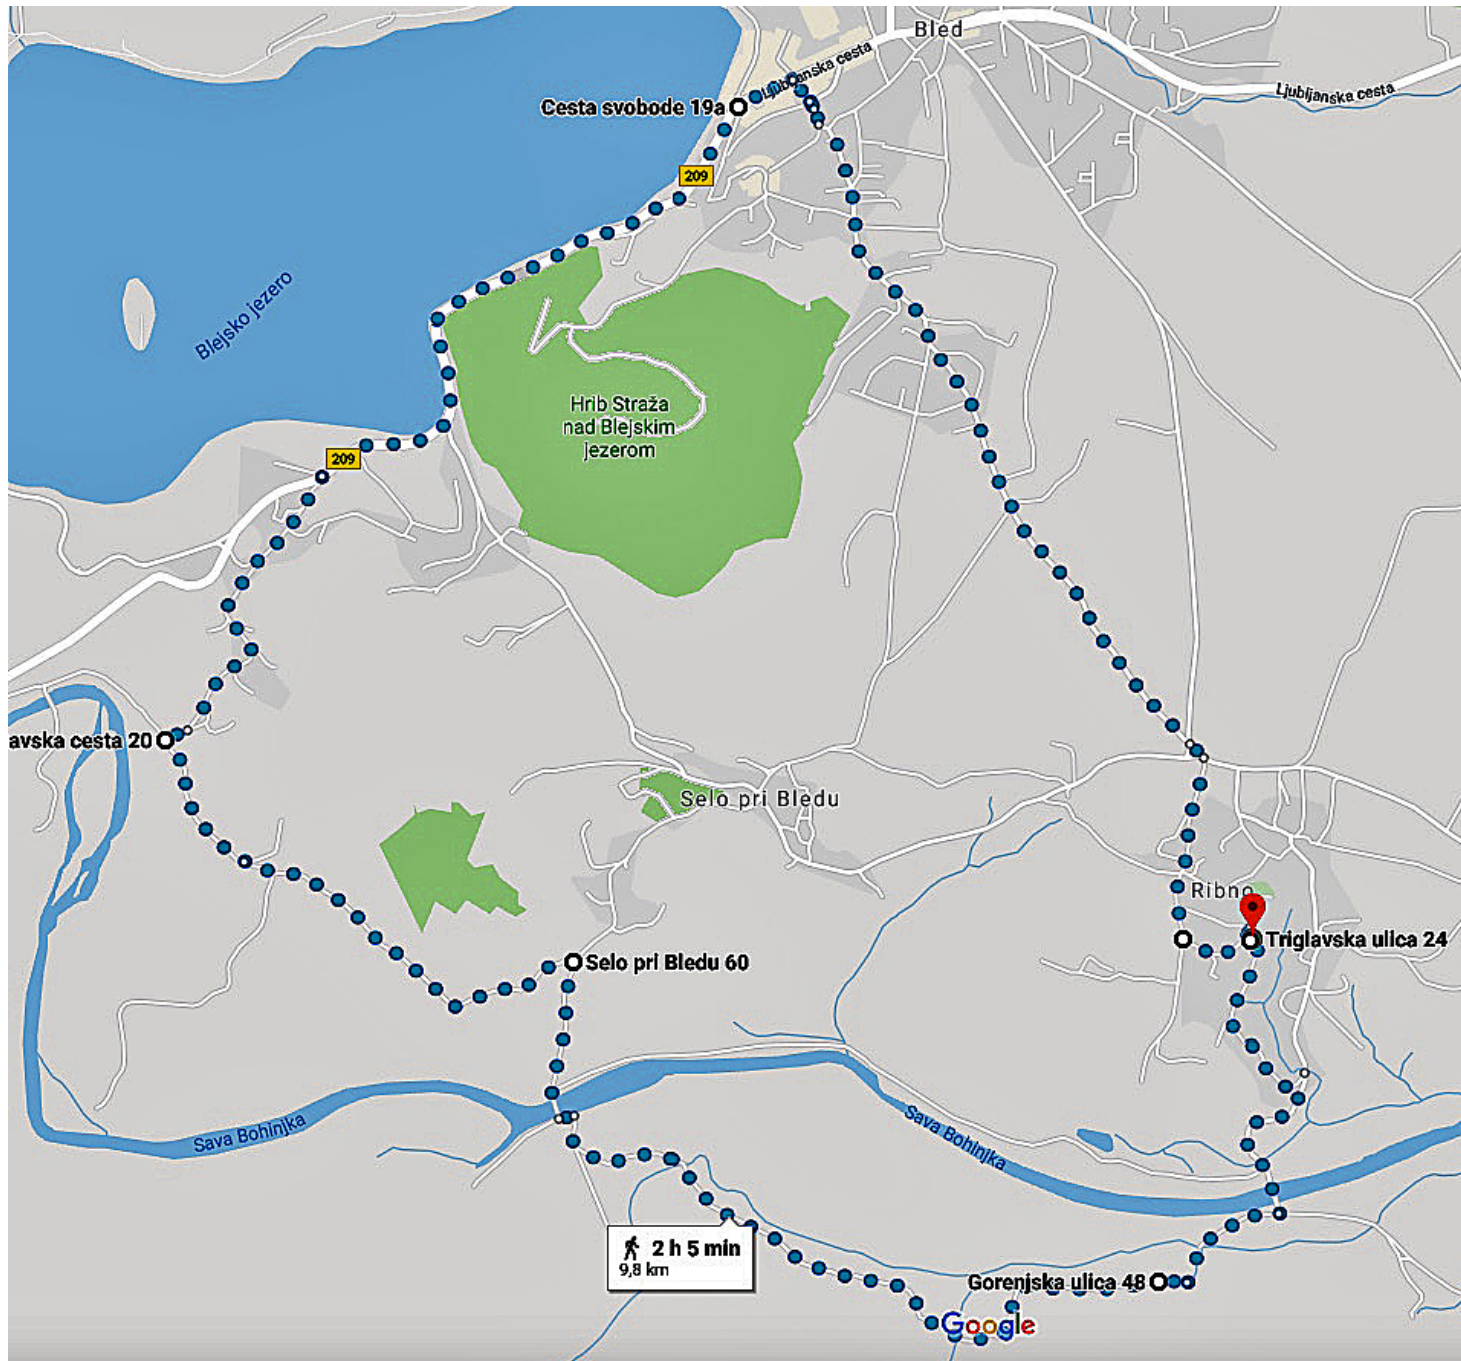 Bled
Ljubljanska cesta
Ljubljanska cesta
Cesta svobode 19a
209
Blejsko jezero
Hrib Straža
nad Blejskim
jezerom
209
avska cesta 20
Selo pri Bledu
Ribno
Triglavska ulica 24
Selo pri Bledu 60
Sava Bohinjka
Sava Bohinjka
2 h 5 min
9,8 km
Gorenjska ulica 48
Google